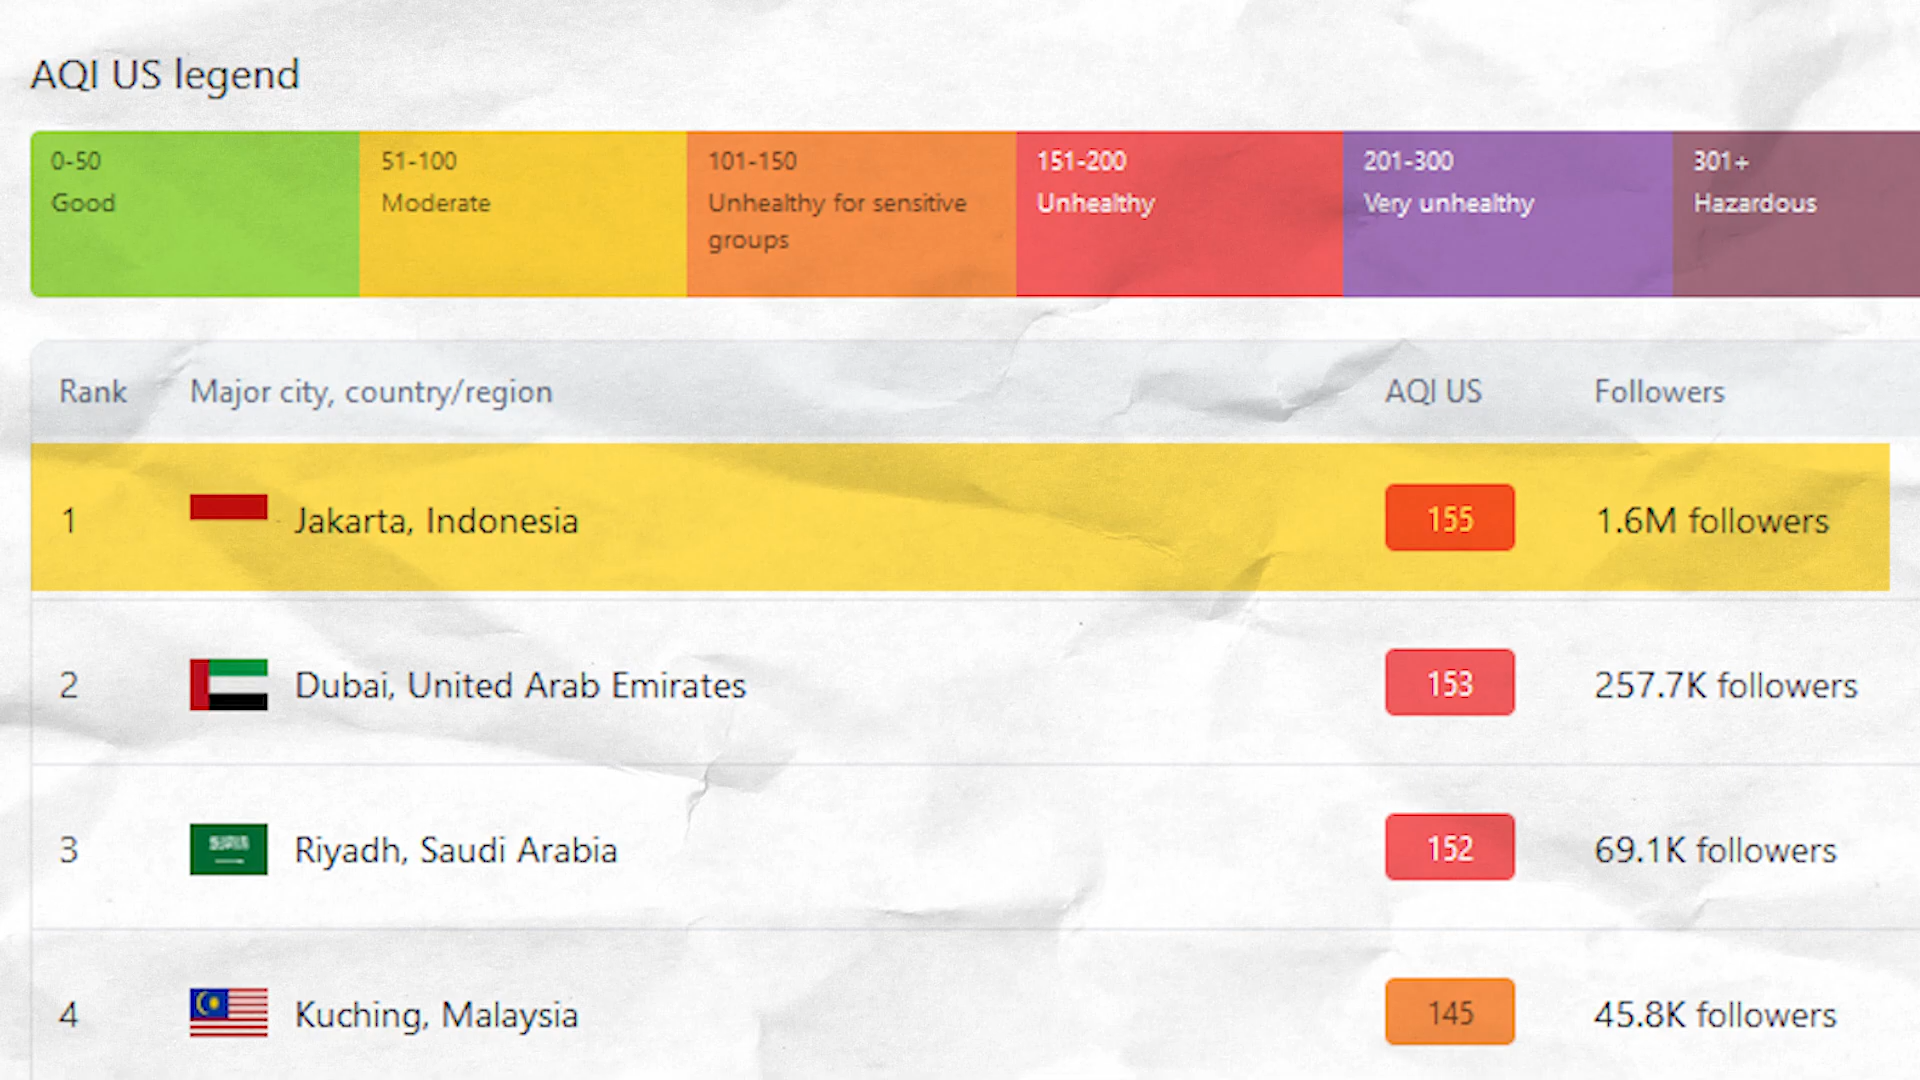 AQI US legend
0-50
Good
51-100
Moderate
101-150
Unhealthy for sensitive
groups
151-200
Unhealthy
201-300
Very unhealthy
301+
Hazardous
Rank Major city, country/region AQI US Followers
1 Jakarta, Indonesia 155 1.6M followers
2 Dubai, United Arab Emirates 153 257.7K followers
3 Riyadh, Saudi Arabia 152 69.1K followers
4 Kuching, Malaysia 145 45.8K followers